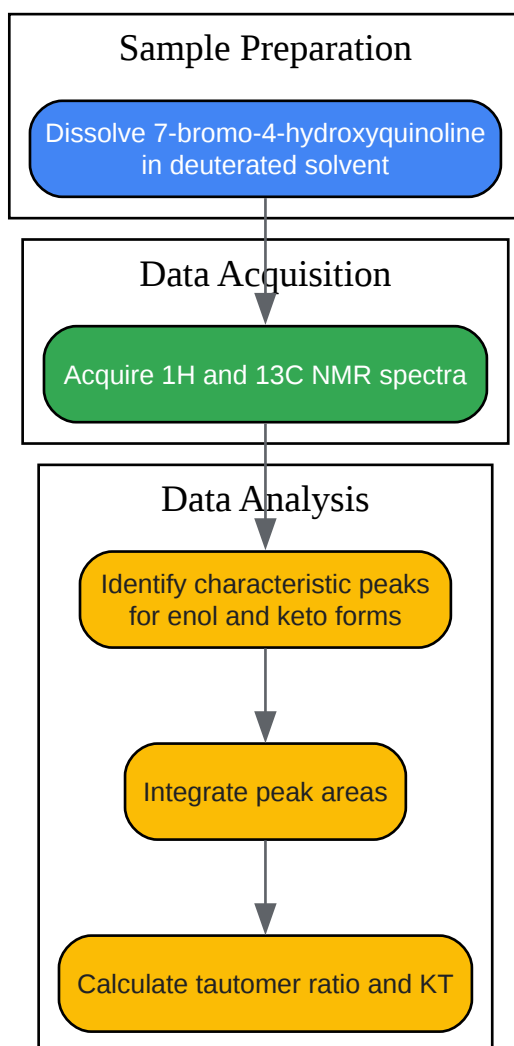 Sample Preparation
Dissolve 7-bromo-4-hydroxyquinoline
in deuterated solvent
Data Acquisition
Acquire 1H and 13C NMR spectra
Data Analysis
Identify characteristic peaks
for enol and keto forms
Integrate peak areas
Calculate tautomer ratio and KT